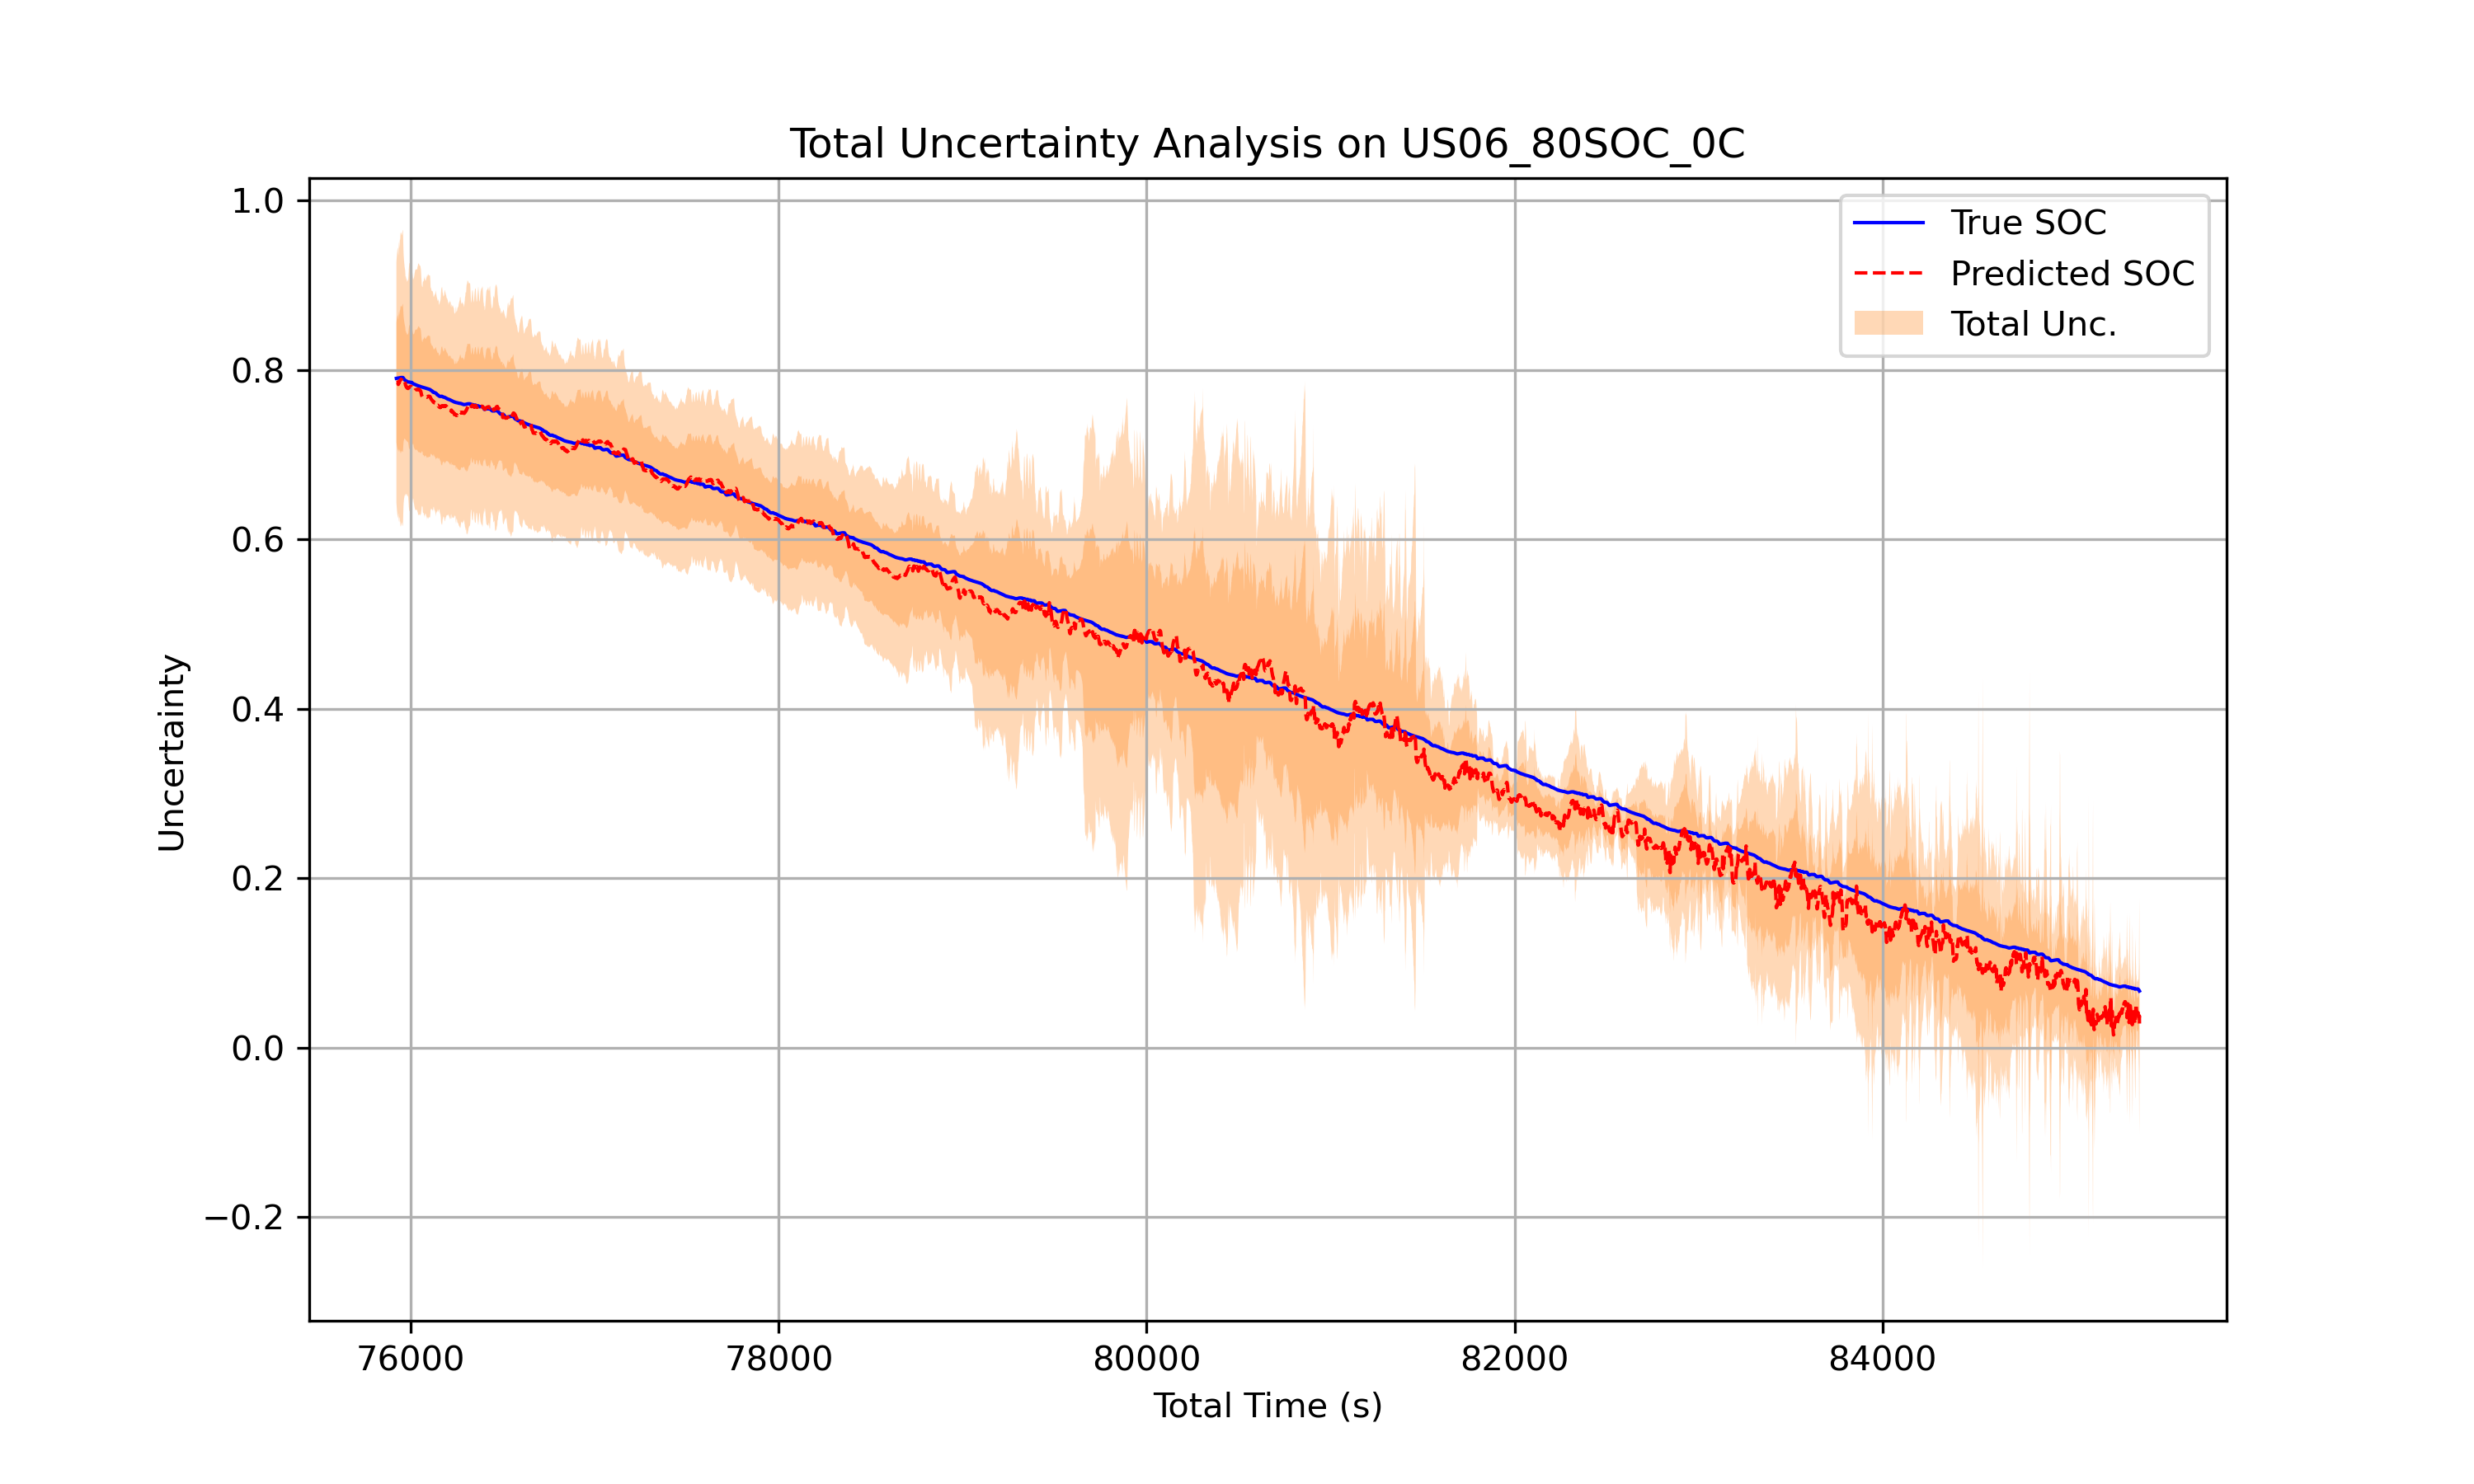 Total Uncertainty Analysis on US06_80SOC_0C
True SOC
Predicted SOC
Total Unc.
Uncertainty
1.0
0.8
0.6
0.4
0.2
0.0
−0.2
76000 78000 80000 82000 84000
Total Time (s)